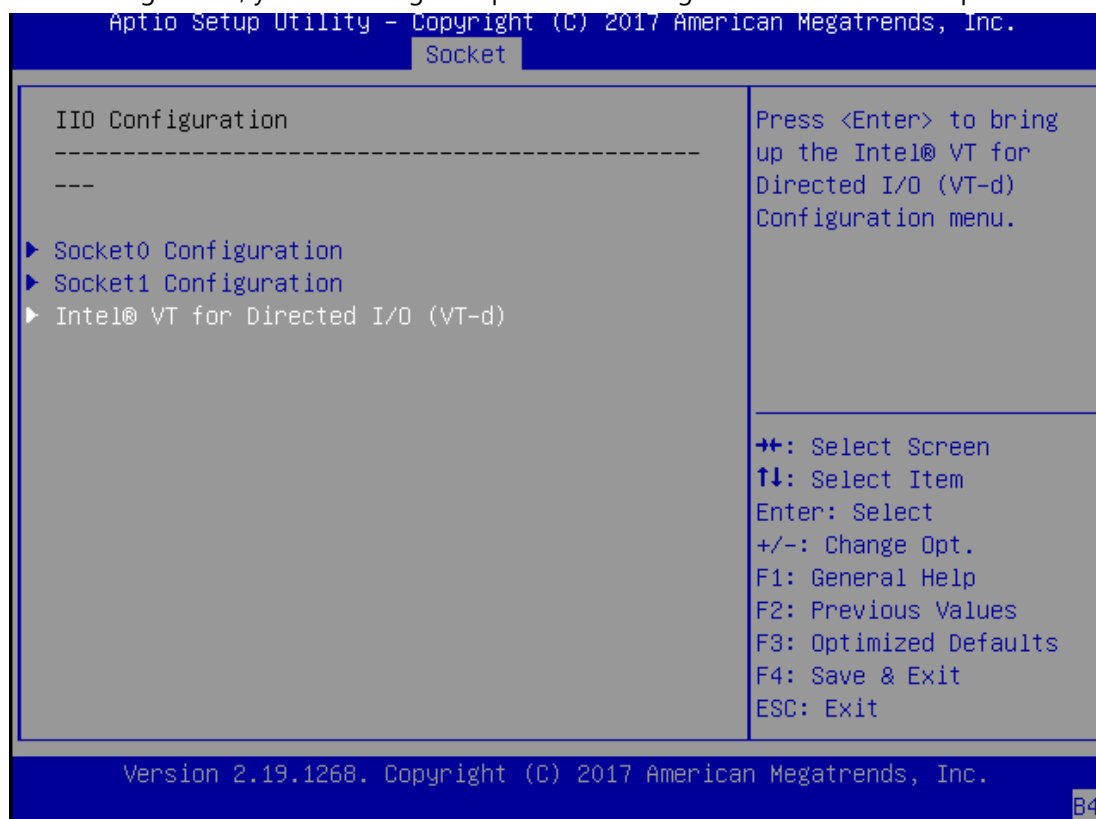 Aptio Setup Utility – Copyright (C) 2017 American Megatrends, Inc.
Socket
IIO Configuration
------------------------------------------------
---
▶ Socket0 Configuration
▶ Socket1 Configuration
▶ Intel® VT for Directed I/O (VT-d)
Press <Enter> to bring
up the Intel® VT for
Directed I/O (VT-d)
Configuration menu.
→←: Select Screen
↑↓: Select Item
Enter: Select
+/-: Change Opt.
F1: General Help
F2: Previous Values
F3: Optimized Defaults
F4: Save & Exit
ESC: Exit
Version 2.19.1268. Copyright (C) 2017 American Megatrends, Inc.
B4